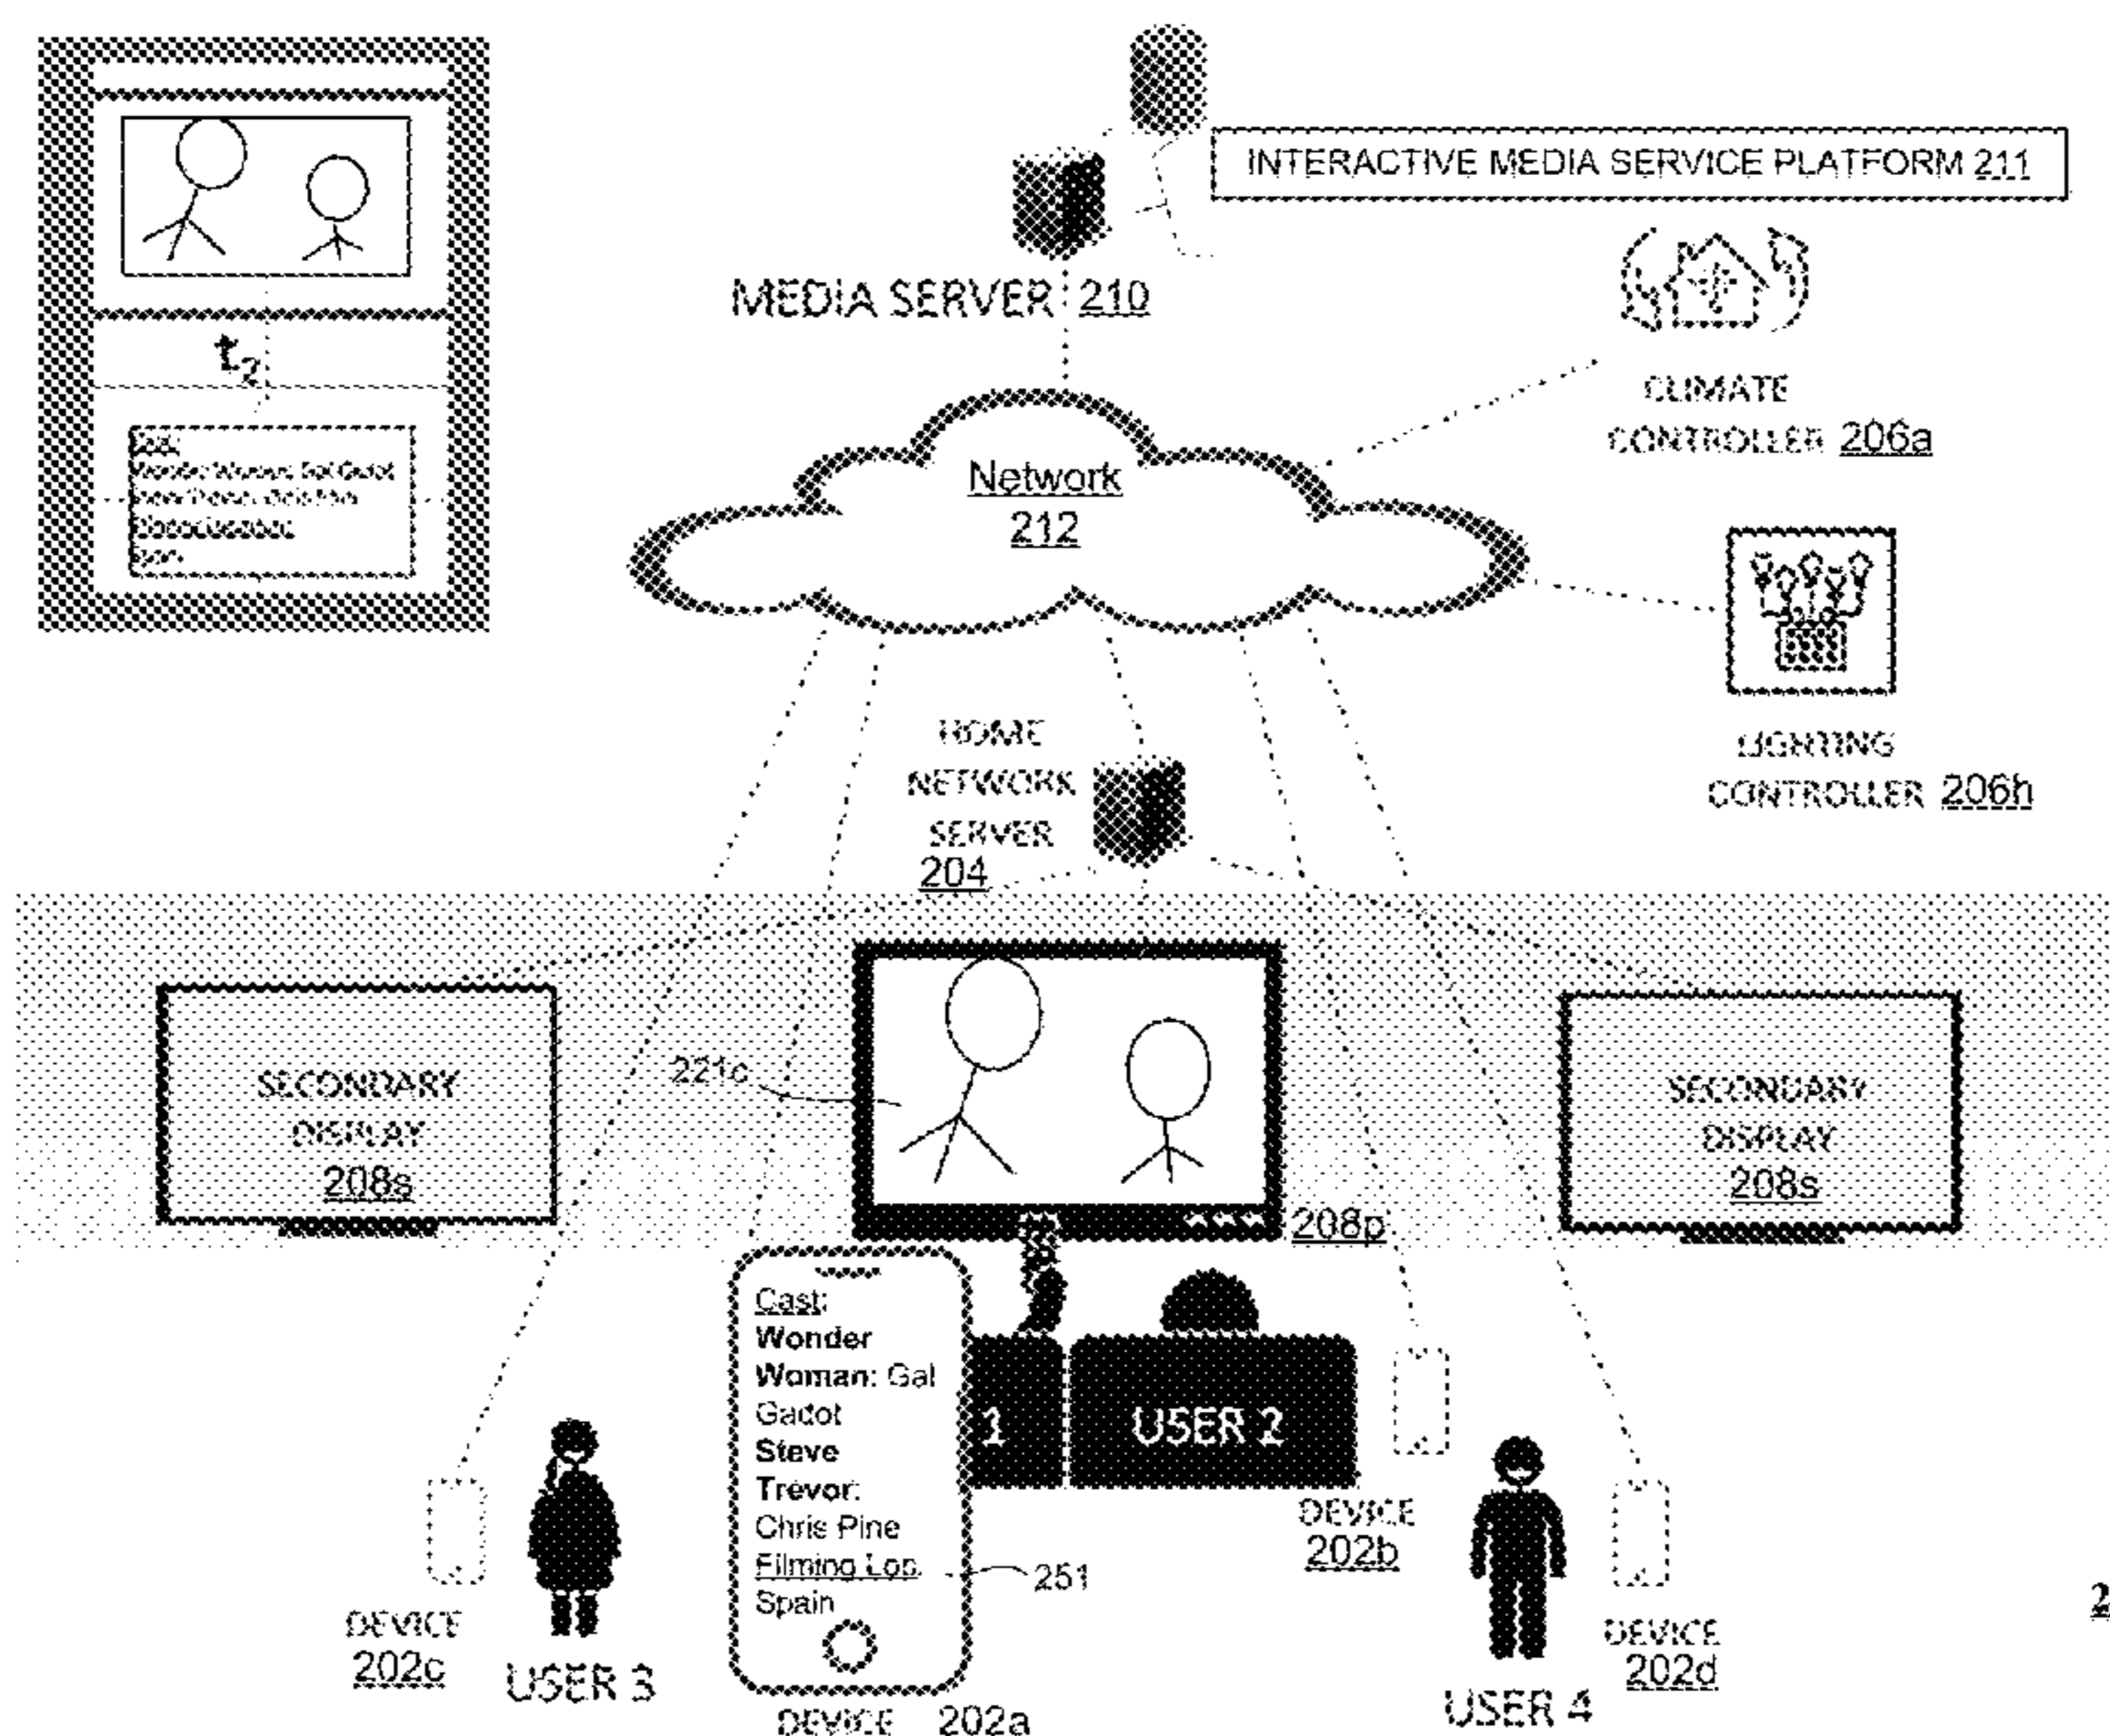 INTERACTIVE MEDIA SERVICE PLATFORM 211
MEDIA SERVER 210
t2
CLIMATE
CONTROLLER 206a
Network
212
LIGHTING
CONTROLLER 206h
HOME
NETWORK
SERVER
204
221c
SECONDARY
DISPLAY
208s
208p
SECONDARY
DISPLAY
208s
Cast:
Wonder
Woman: Gal
Gadot
Steve
Trevor:
Chris Pine
Filming Loc.
Spain
251
1
USER 2
DEVICE
202b
DEVICE
202c
USER 3
DEVICE 202a
USER 4
DEVICE
202d
2